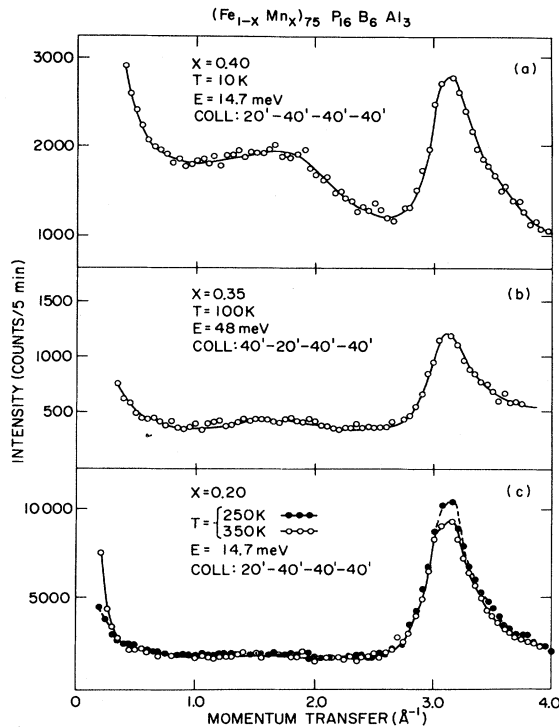 (Fe1-X MnX)75 P16 B6 Al3
(a)
X = 0.40
T = 10K
E = 14.7 meV
COLL: 20'-40'-40'-40'
3000
2000
1000
(b)
X = 0.35
T = 100K
E = 48 meV
COLL: 40'-20'-40'-40'
1500
1000
500
INTENSITY (COUNTS/5 min)
(c)
X = 0.20
T = { 250K
350K
E = 14.7 meV
COLL: 20'-40'-40'-40'
10000
5000
0
0 1.0 2.0 3.0 4.0
MOMENTUM TRANSFER (Å-1)